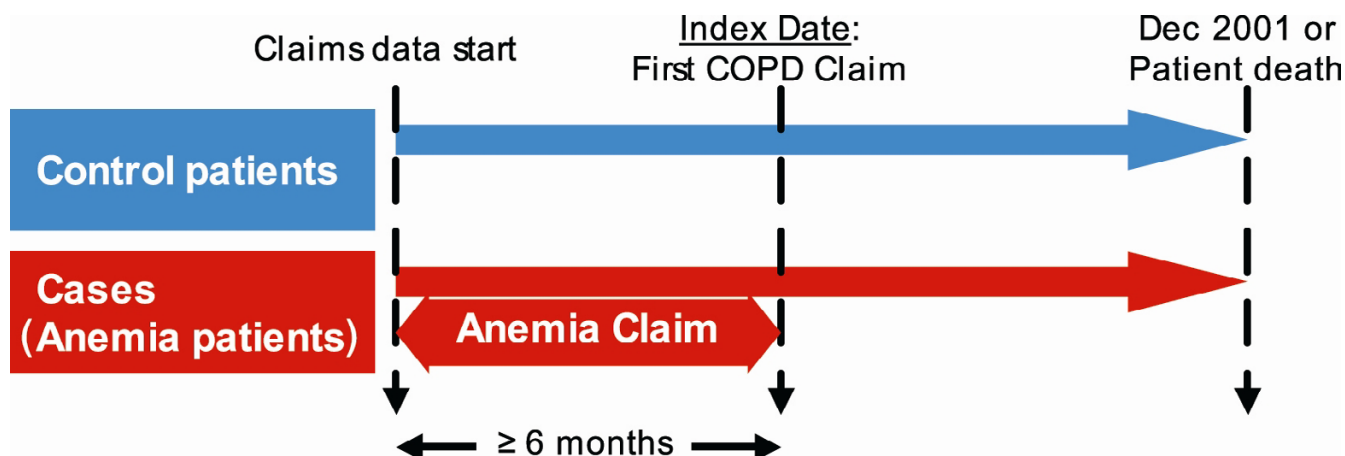 Claims data start
Index Date:
First COPD Claim
Dec 2001 or
Patient death
Control patients
Cases
(Anemia patients)
Anemia Claim
≥ 6 months